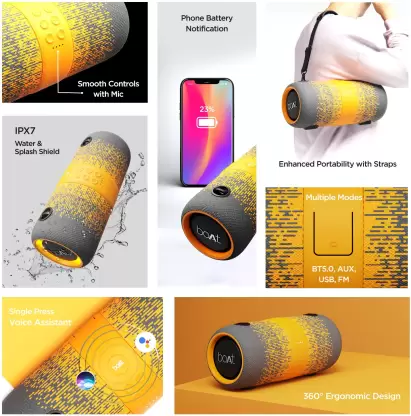 Smooth Controls
with Mic
Phone Battery
Notification
23%
boAt
Enhanced Portability with Straps
IPX7
Water &
Splash Shield
boAt
Multiple Modes
BT5.0, AUX,
USB, FM
Single Press
Voice Assistant
boAt
360° Ergonomic Design